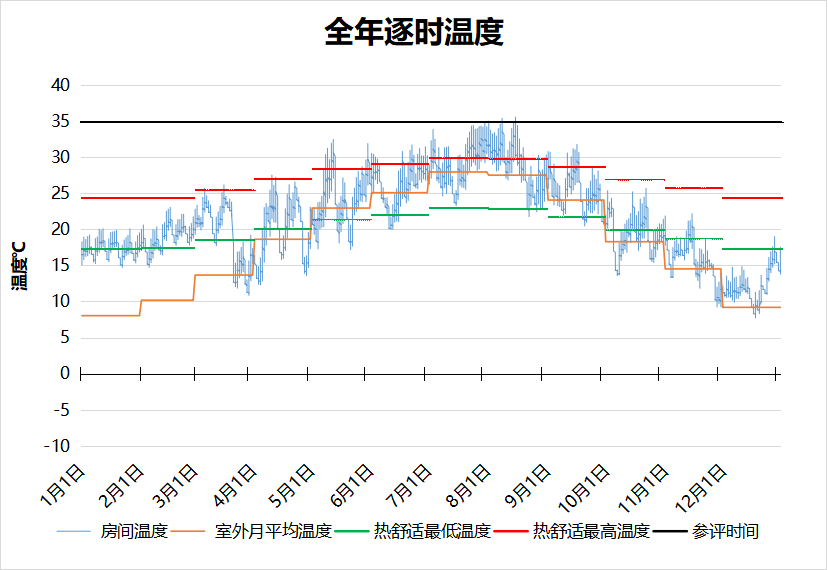 全年逐时温度
40
35
30
25
20
15
10
5
0
-5
-10
温度℃
1月1日
2月1日
3月1日
4月1日
5月1日
6月1日
7月1日
8月1日
9月1日
10月1日
11月1日
12月1日
房间温度 室外月平均温度 热舒适最低温度 热舒适最高温度 参评时间